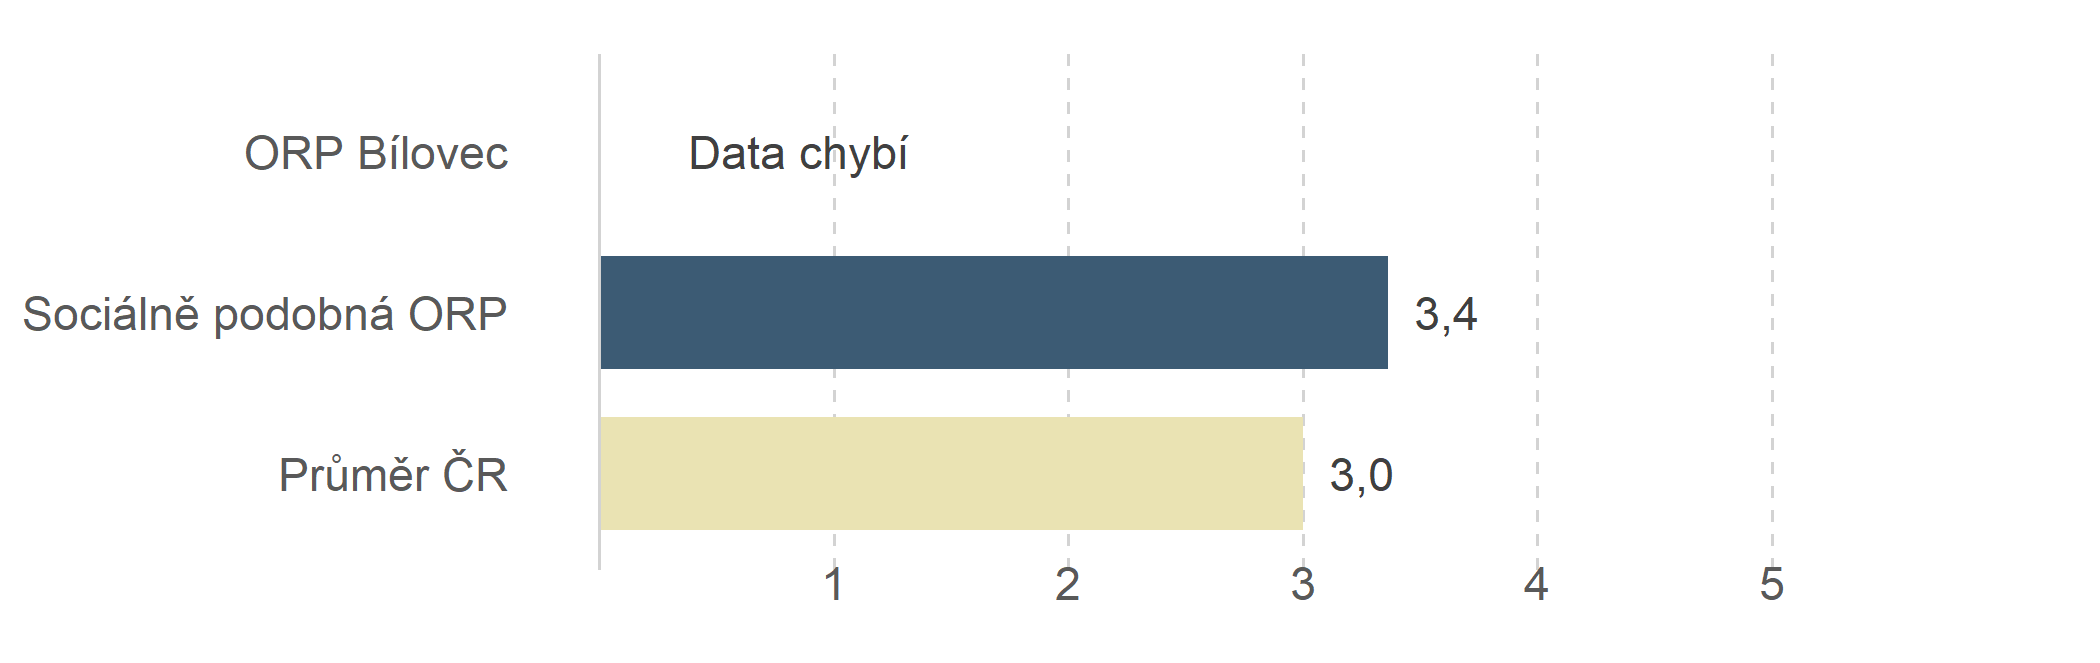 ORP Bílovec Data chybí
Sociálně podobná ORP 3,4
Průměr ČR 3,0
1 2 3 4 5